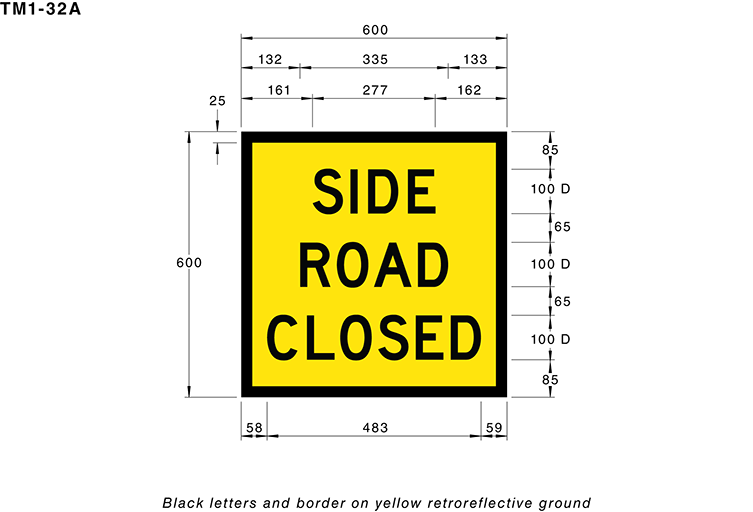 TM1-32A
600
132 335 133
161 277 162
25
85
SIDE
100 D
65
600
ROAD
100 D
65
CLOSED
100 D
85
58 483 59
Black letters and border on yellow retroreflective ground